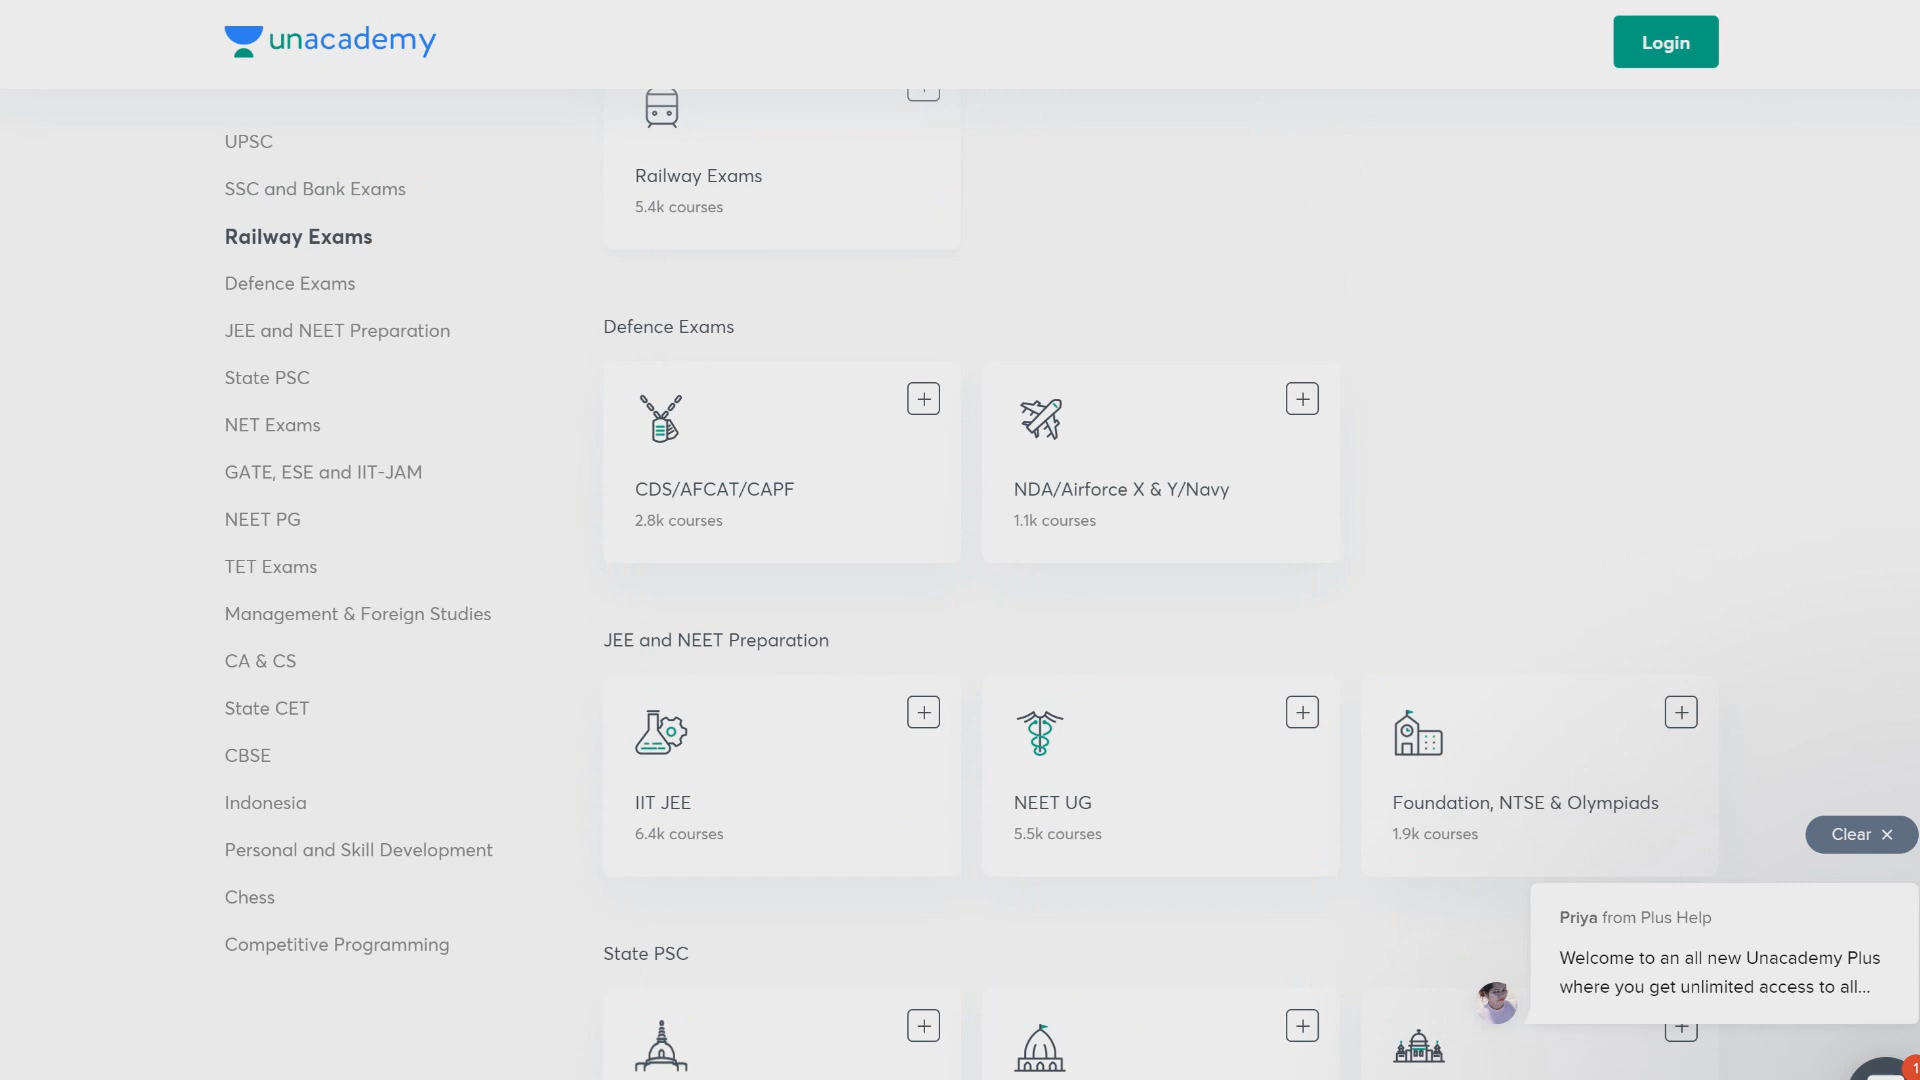 unacademy
Login
UPSC
SSC and Bank Exams
Railway Exams
Defence Exams
JEE and NEET Preparation
State PSC
NET Exams
GATE, ESE and IIT-JAM
NEET PG
TET Exams
Management & Foreign Studies
CA & CS
State CET
CBSE
Indonesia
Personal and Skill Development
Chess
Competitive Programming
Railway Exams
5.4k courses
Defence Exams
CDS/AFCAT/CAPF
2.8k courses
NDA/Airforce X & Y/Navy
1.1k courses
JEE and NEET Preparation
IIT JEE
6.4k courses
NEET UG
5.5k courses
Foundation, NTSE & Olympiads
1.9k courses
State PSC
Clear
Priya from Plus Help
Welcome to an all new Unacademy Plus
where you get unlimited access to all...
1